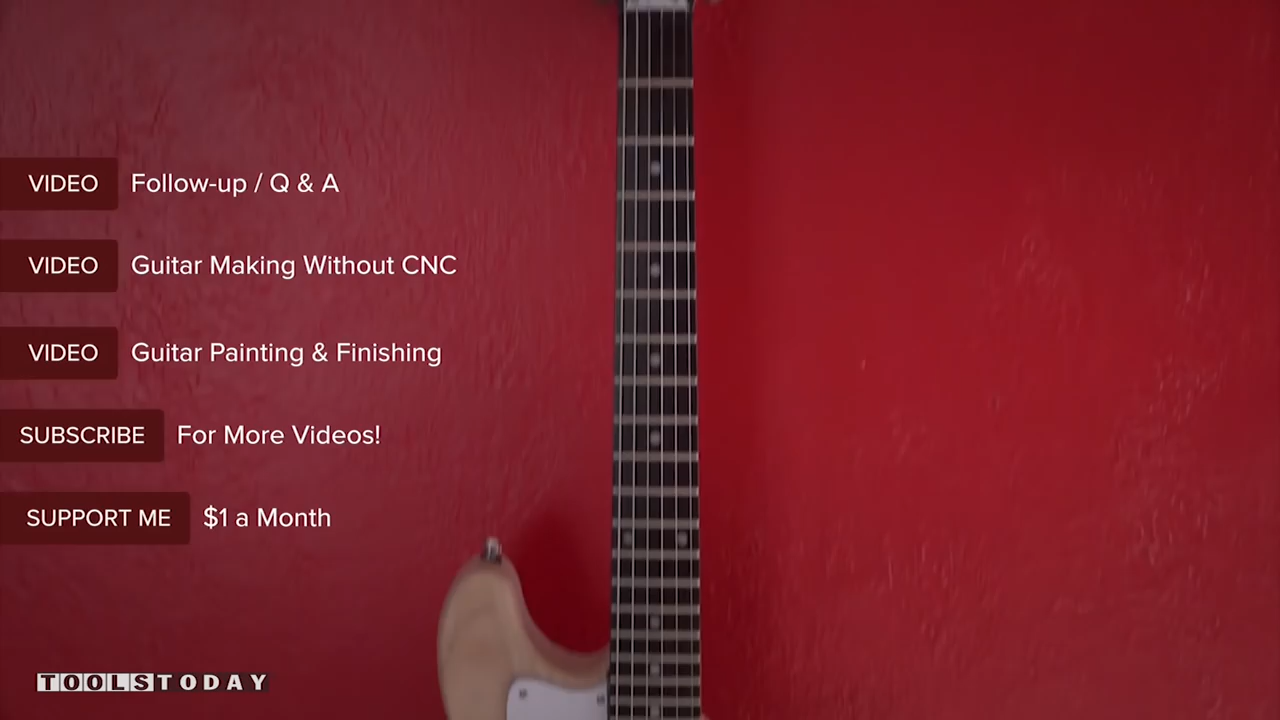 VIDEO Follow-up / Q & A
VIDEO Guitar Making Without CNC
VIDEO Guitar Painting & Finishing
SUBSCRIBE For More Videos!
SUPPORT ME $1 a Month
TOOLSTODAY